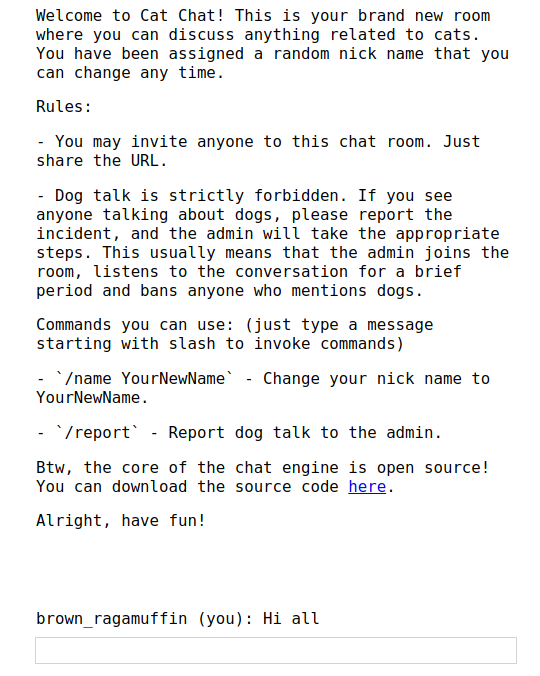 Welcome to Cat Chat! This is your brand new room
where you can discuss anything related to cats.
You have been assigned a random nick name that you
can change any time.
Rules:
- You may invite anyone to this chat room. Just
share the URL.
- Dog talk is strictly forbidden. If you see
anyone talking about dogs, please report the
incident, and the admin will take the appropriate
steps. This usually means that the admin joins the
room, listens to the conversation for a brief
period and bans anyone who mentions dogs.
Commands you can use: (just type a message
starting with slash to invoke commands)
- `/name YourNewName` - Change your nick name to
YourNewName.
- `/report` - Report dog talk to the admin.
Btw, the core of the chat engine is open source!
You can download the source code here.
Alright, have fun!
brown_ragamuffin (you): Hi all